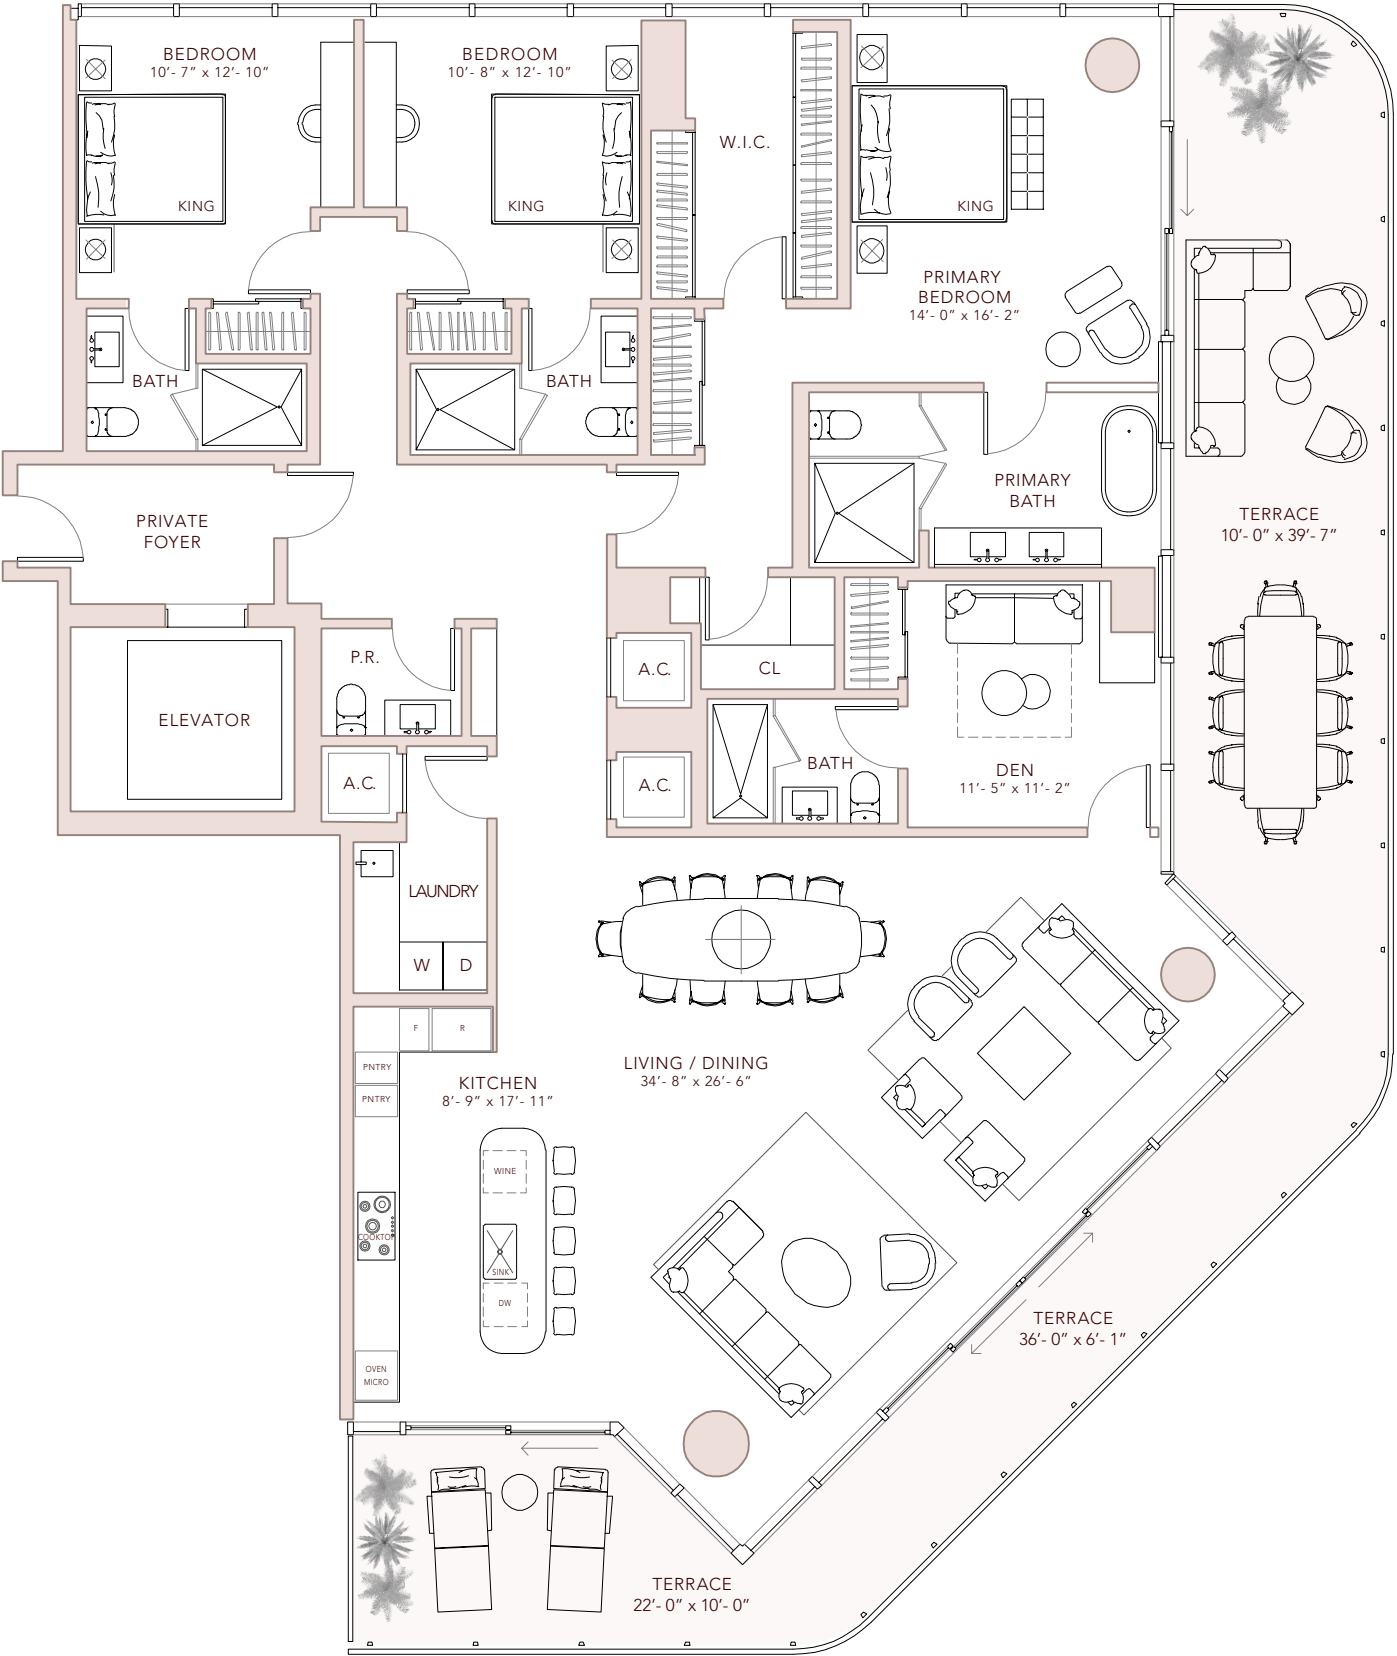 BEDROOM
10'- 7" x 12'- 10"
BEDROOM
10'- 8" x 12'- 10"
W.I.C.
KING
KING
KING
PRIMARY
BEDROOM
14'- 0" x 16'- 2"
BATH
BATH
PRIMARY
BATH
TERRACE
10'- 0" x 39'- 7"
PRIVATE
FOYER
P.R.
A.C.
CL
ELEVATOR
A.C.
A.C.
BATH
DEN
11'- 5" x 11'- 2"
LAUNDRY
W
D
F
R
PNTRY
PNTRY
KITCHEN
8'- 9" x 17'- 11"
LIVING / DINING
34'- 8" x 26'- 6"
WINE
COOKTOP
SINK
DW
OVEN
MICRO
TERRACE
36'- 0" x 6'- 1"
TERRACE
22'- 0" x 10'- 0"